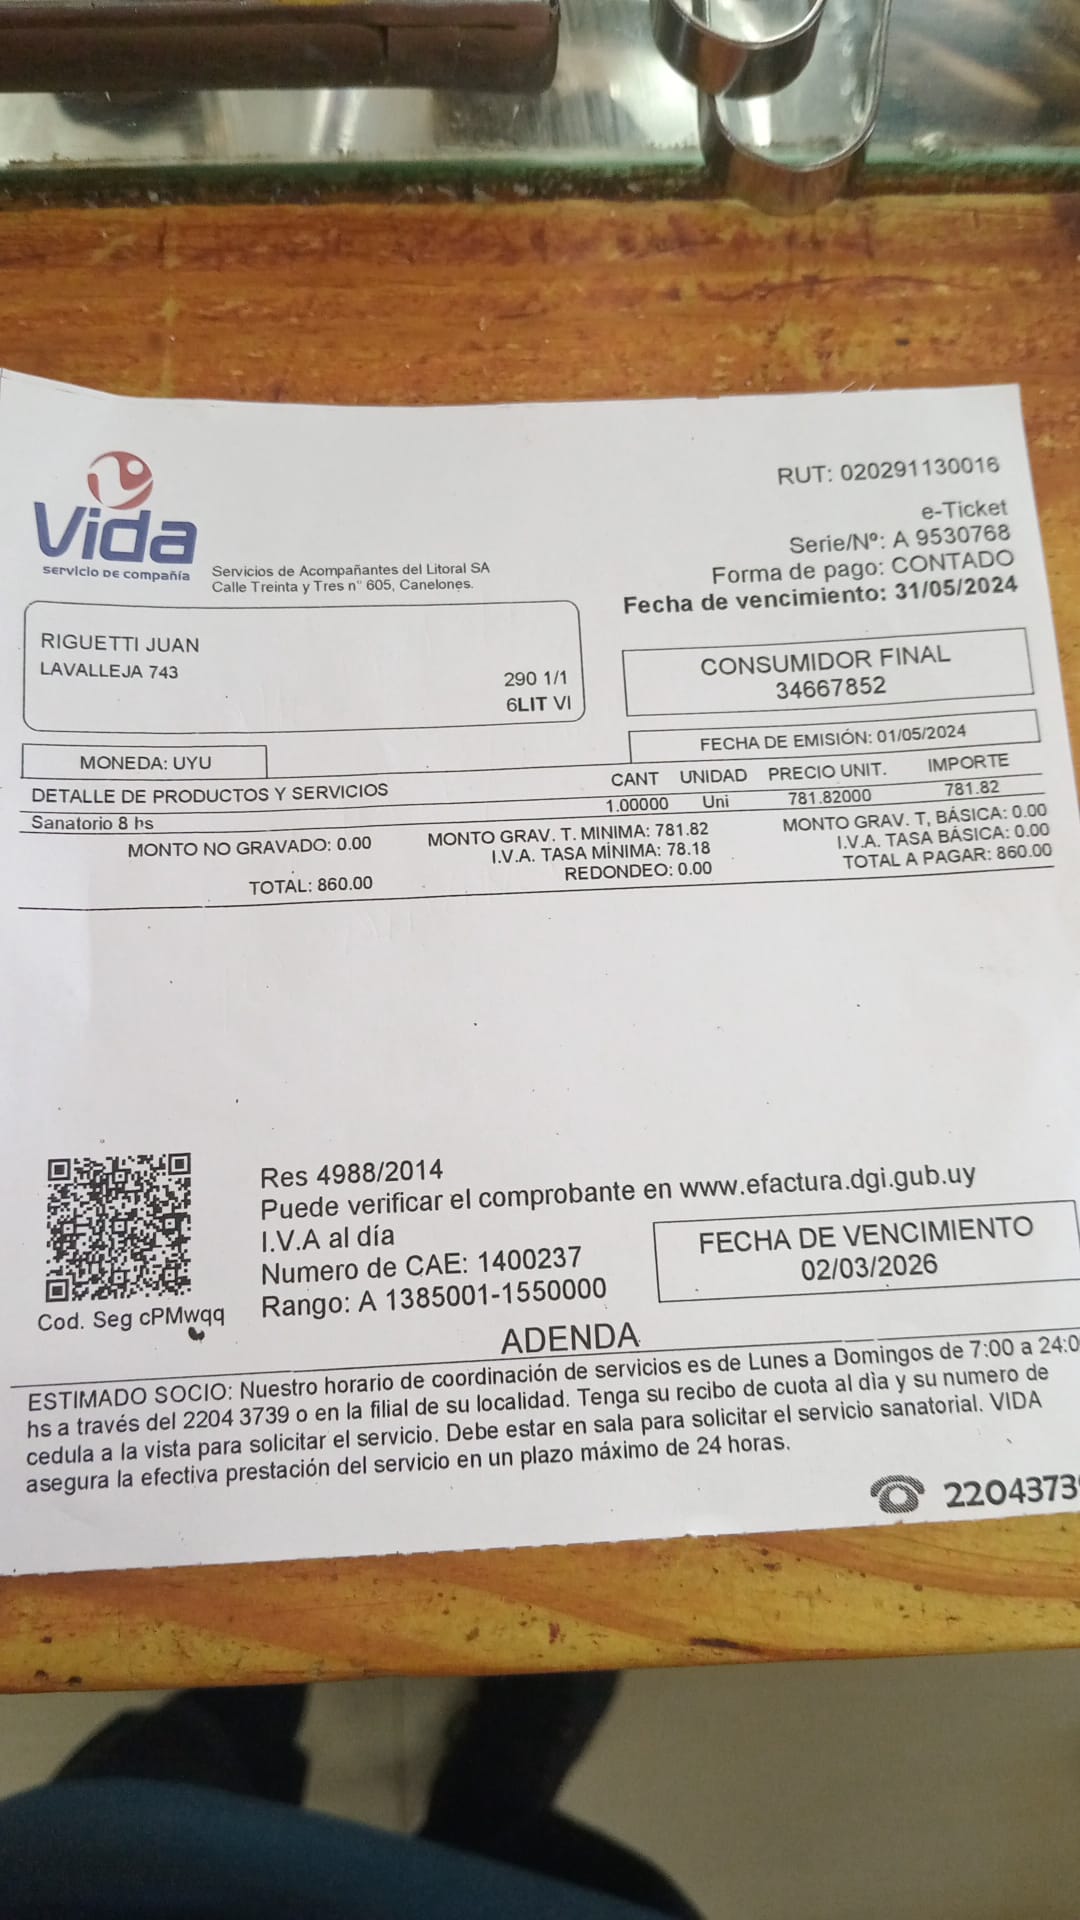 Vida
servicio de compañía
Servicios de Acompañantes del Litoral SA
Calle Treinta y Tres n° 605, Canelones.
RUT: 020291130016
e-Ticket
Serie/Nº: A 9530768
Forma de pago: CONTADO
Fecha de vencimiento: 31/05/2024
RIGUETTI JUAN
LAVALLEJA 743
290 1/1
6LIT VI
CONSUMIDOR FINAL
34667852
FECHA DE EMISIÓN: 01/05/2024
MONEDA: UYU
DETALLE DE PRODUCTOS Y SERVICIOS CANT UNIDAD PRECIO UNIT. IMPORTE
Sanatorio 8 hs 1.00000 Uni 781.82000 781.82
MONTO NO GRAVADO: 0.00 MONTO GRAV. T. MINIMA: 781.82 MONTO GRAV. T, BÁSICA: 0.00
I.V.A. TASA MÍNIMA: 78.18 I.V.A. TASA BÁSICA: 0.00
TOTAL: 860.00 REDONDEO: 0.00 TOTAL A PAGAR: 860.00
Res 4988/2014
Puede verificar el comprobante en www.efactura.dgi.gub.uy
I.V.A al día
Numero de CAE: 1400237
Rango: A 1385001-1550000
FECHA DE VENCIMIENTO
02/03/2026
Cod. Seg cPMwqq
ADENDA
ESTIMADO SOCIO: Nuestro horario de coordinación de servicios es de Lunes a Domingos de 7:00 a 24:0
hs a través del 2204 3739 o en la filial de su localidad. Tenga su recibo de cuota al dìa y su numero de
cedula a la vista para solicitar el servicio. Debe estar en sala para solicitar el servicio sanatorial. VIDA
asegura la efectiva prestación del servicio en un plazo máximo de 24 horas.
2204373